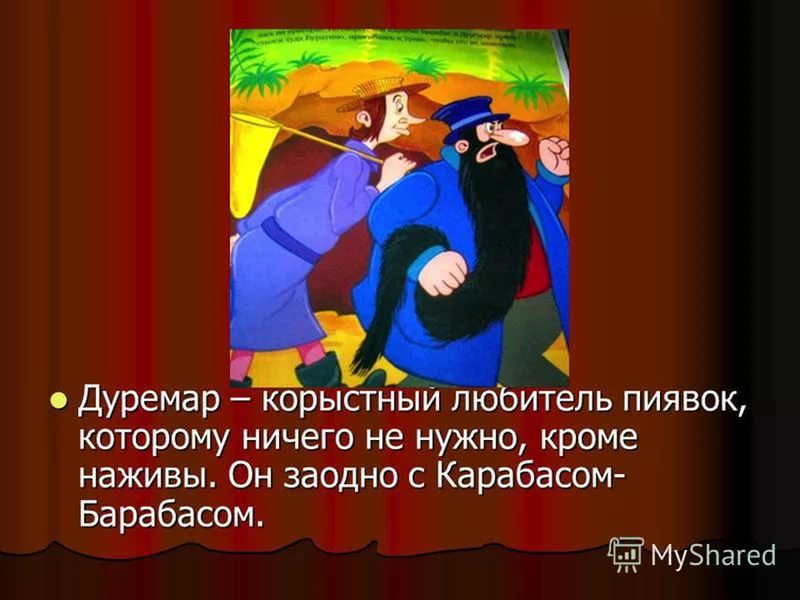 Дуремар – корыстный любитель пиявок,
которому ничего не нужно, кроме
наживы. Он заодно с Карабасом-
Барабасом.
MyShared